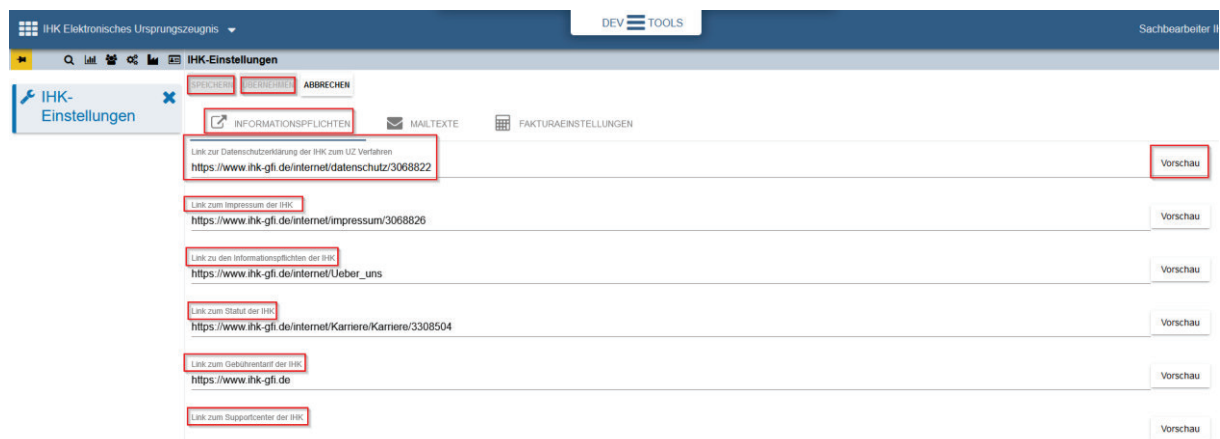 IHK Elektronisches Ursprungszeugnis
DEV TOOLS
Sachbearbeiter IH
IHK-Einstellungen
IHK-
Einstellungen
SPEICHERN ÜBERNEHMEN ABBRECHEN
INFORMATIONSPFLICHTEN MAILTEXTE FAKTURAEINSTELLUNGEN
Link zur Datenschutzerklärung der IHK zum UZ Verfahren
https://www.ihk-gfi.de/internet/datenschutz/3068822
Vorschau
Link zum Impressum der IHK
https://www.ihk-gfi.de/internet/impressum/3068826
Vorschau
Link zu den Informationspflichten der IHK
https://www.ihk-gfi.de/internet/Ueber_uns
Vorschau
Link zum Statut der IHK
https://www.ihk-gfi.de/internet/Karriere/Karriere/3308504
Vorschau
Link zum Gebührentarif der IHK
https://www.ihk-gfi.de
Vorschau
Link zum Supportcenter der IHK
Vorschau